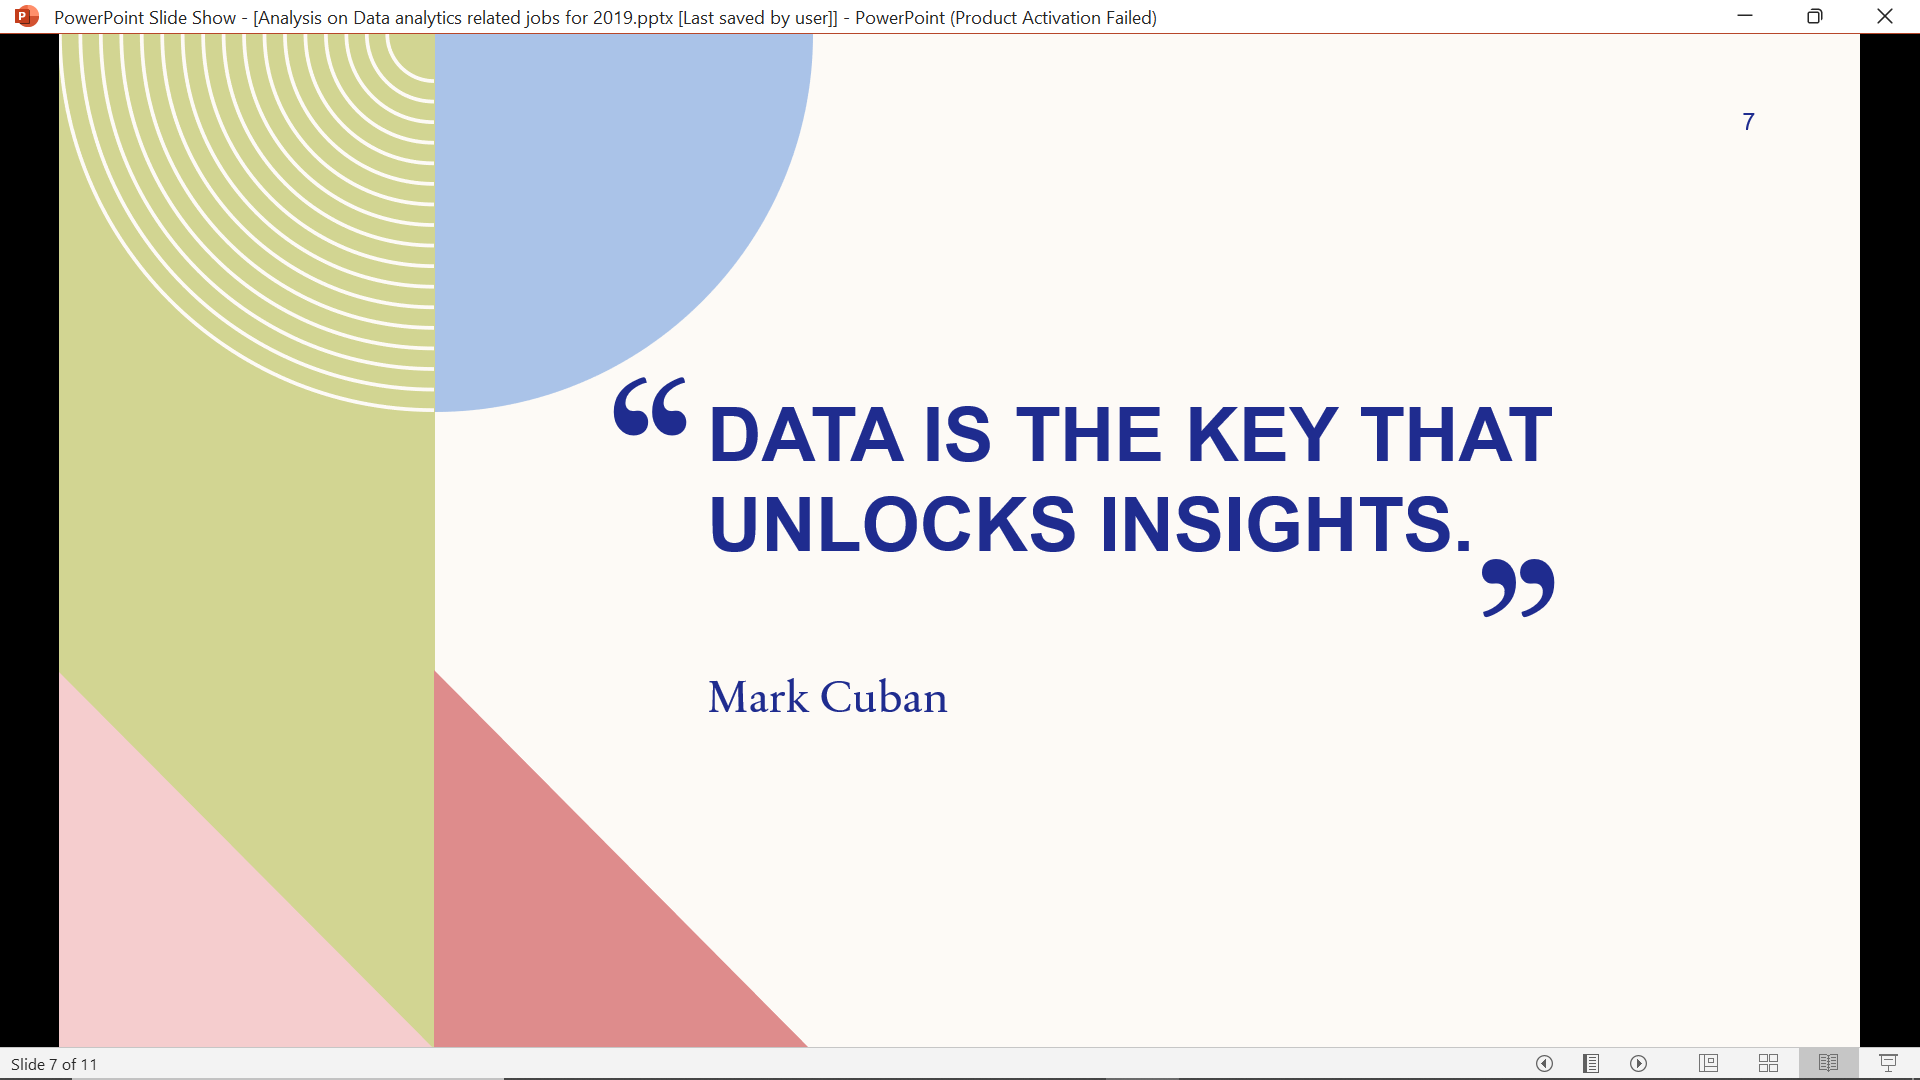 PowerPoint Slide Show - [Analysis on Data analytics related jobs for 2019.pptx [Last saved by user]] - PowerPoint (Product Activation Failed)
7
“ DATA IS THE KEY THAT
UNLOCKS INSIGHTS. ”
Mark Cuban
Slide 7 of 11